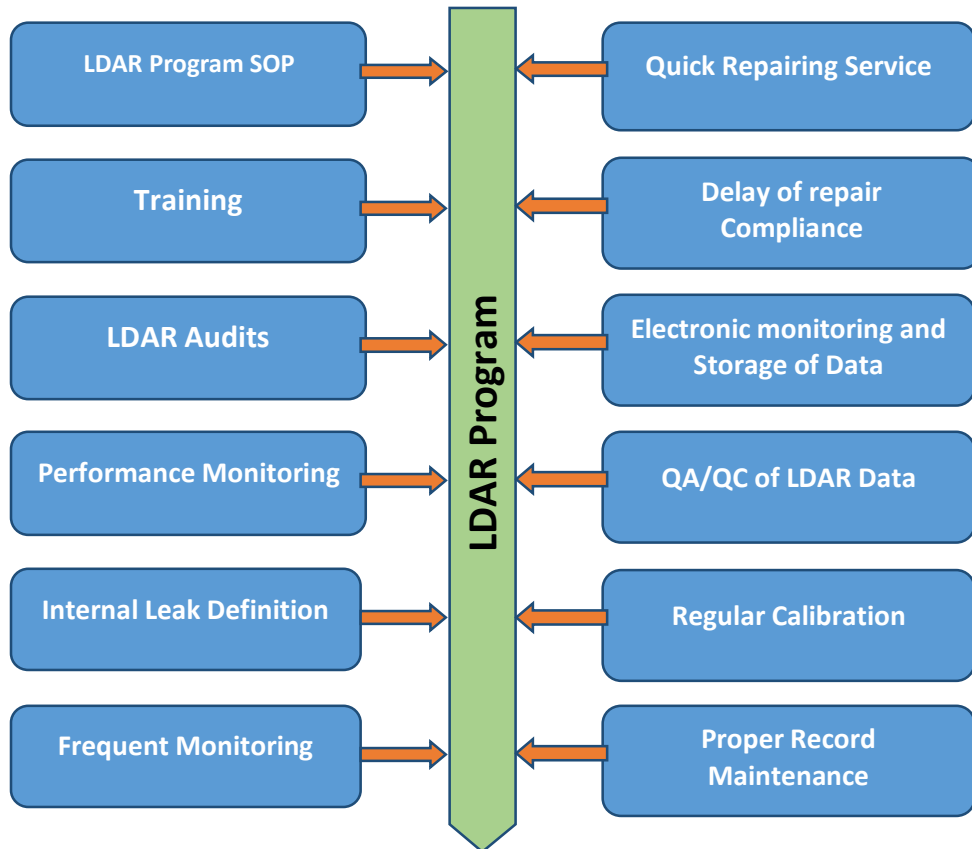 LDAR Program SOP
Training
LDAR Audits
Performance Monitoring
Internal Leak Definition
Frequent Monitoring
LDAR Program
Quick Repairing Service
Delay of repair
Compliance
Electronic monitoring and
Storage of Data
QA/QC of LDAR Data
Regular Calibration
Proper Record
Maintenance